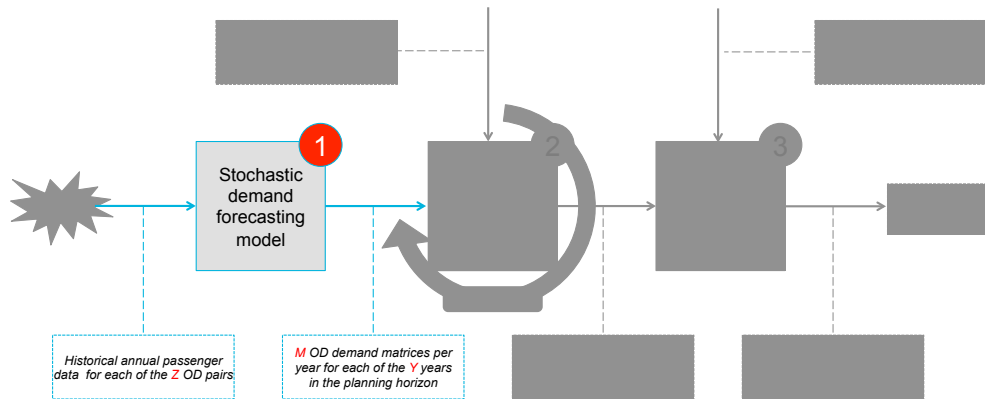 1
Stochastic
demand
forecasting
model
2
3
Historical annual passenger
data for each of the Z OD pairs
M OD demand matrices per
year for each of the Y years
in the planning horizon